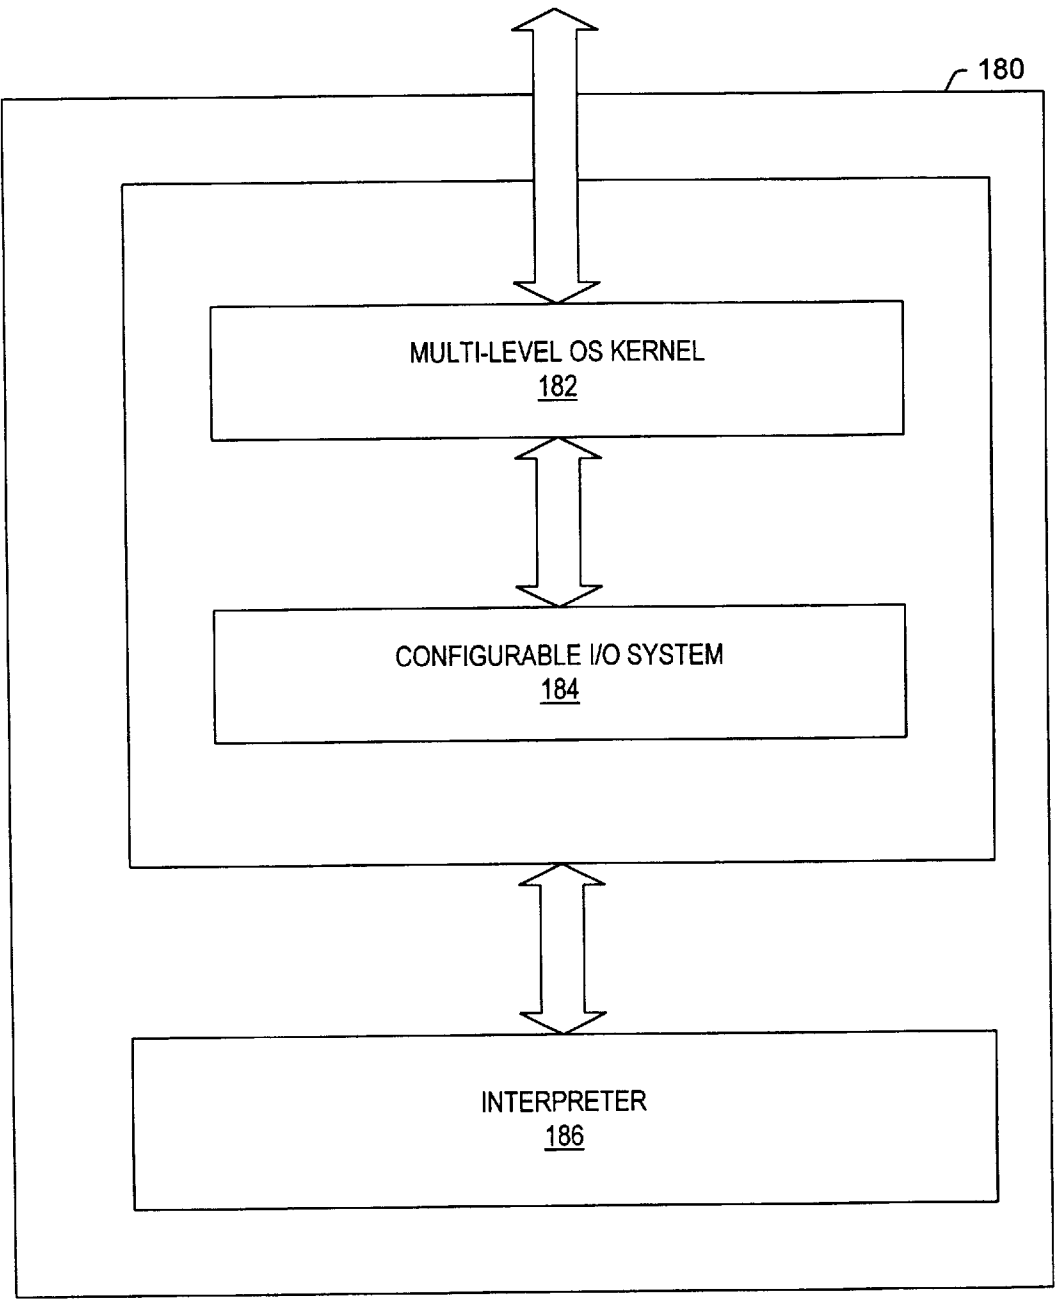 180
MULTI-LEVEL OS KERNEL
182
CONFIGURABLE I/O SYSTEM
184
INTERPRETER
186